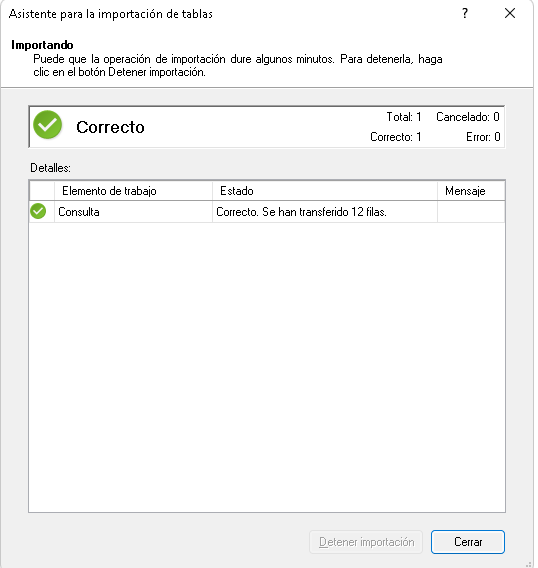 Asistente para la importación de tablas
?
Importando
Puede que la operación de importación dure algunos minutos. Para detenerla, haga
clic en el botón Detener importación.
Correcto
Total: 1 Cancelado: 0
Correcto: 1 Error: 0
Detalles:
Elemento de trabajo Estado Mensaje
Consulta Correcto. Se han transferido 12 filas.
Detener importación Cerrar